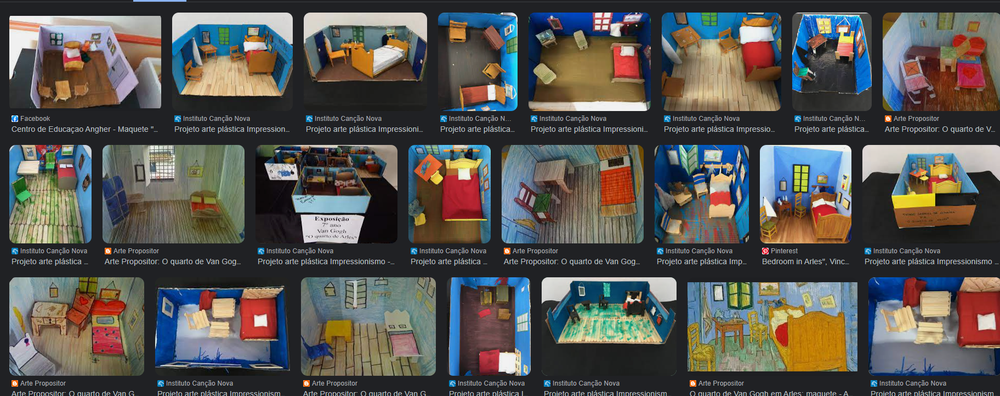 Facebook
Centro de Educaçao Angher - Maquete "...
Instituto Canção Nova
Projeto arte plástica Impression...
Instituto Canção Nova
Projeto arte plástica Impressioni...
Instituto Canção N...
Projeto arte plástica...
Instituto Canção Nova
Projeto arte plástica Impressioni...
Instituto Canção Nova
Projeto arte plástica Impressio...
Instituto Canção N...
Projeto arte plástica...
Arte Propositor
Arte Propositor: O quarto de V...
Exposição
7º ano
Van Gogh
"O quarto de Arles"
THIAGO GABRIEL DE
7ºA
"O QUARTO DE ARLES"
Instituto Canção Nova
Projeto arte plástica ...
Arte Propositor
Arte Propositor: O quarto de Van Gog...
Instituto Canção Nova
Projeto arte plástica Impressionismo -...
Instituto Canção Nova
Projeto arte plástica ...
Arte Propositor
Arte Propositor: O quarto de Van Gog...
Instituto Canção Nova
Projeto arte plástica Imp...
Pinterest
Bedroom in Arles", Vinc...
Instituto Canção Nova
Projeto arte plástica Impressionismo ...
Arte Propositor
Arte Propositor: O quarto de Van G...
Instituto Canção Nova
Projeto arte plástica Impressionism...
Arte Propositor
Arte Propositor: O quarto de Van G...
Instituto Canção Nova
Projeto arte plástica I...
Instituto Canção Nova
Projeto arte plástica Impressionism...
Arte Propositor
O quarto de Van Gogh em Arles: maquete - A...
Instituto Canção Nova
Projeto arte plástica Impressionism...